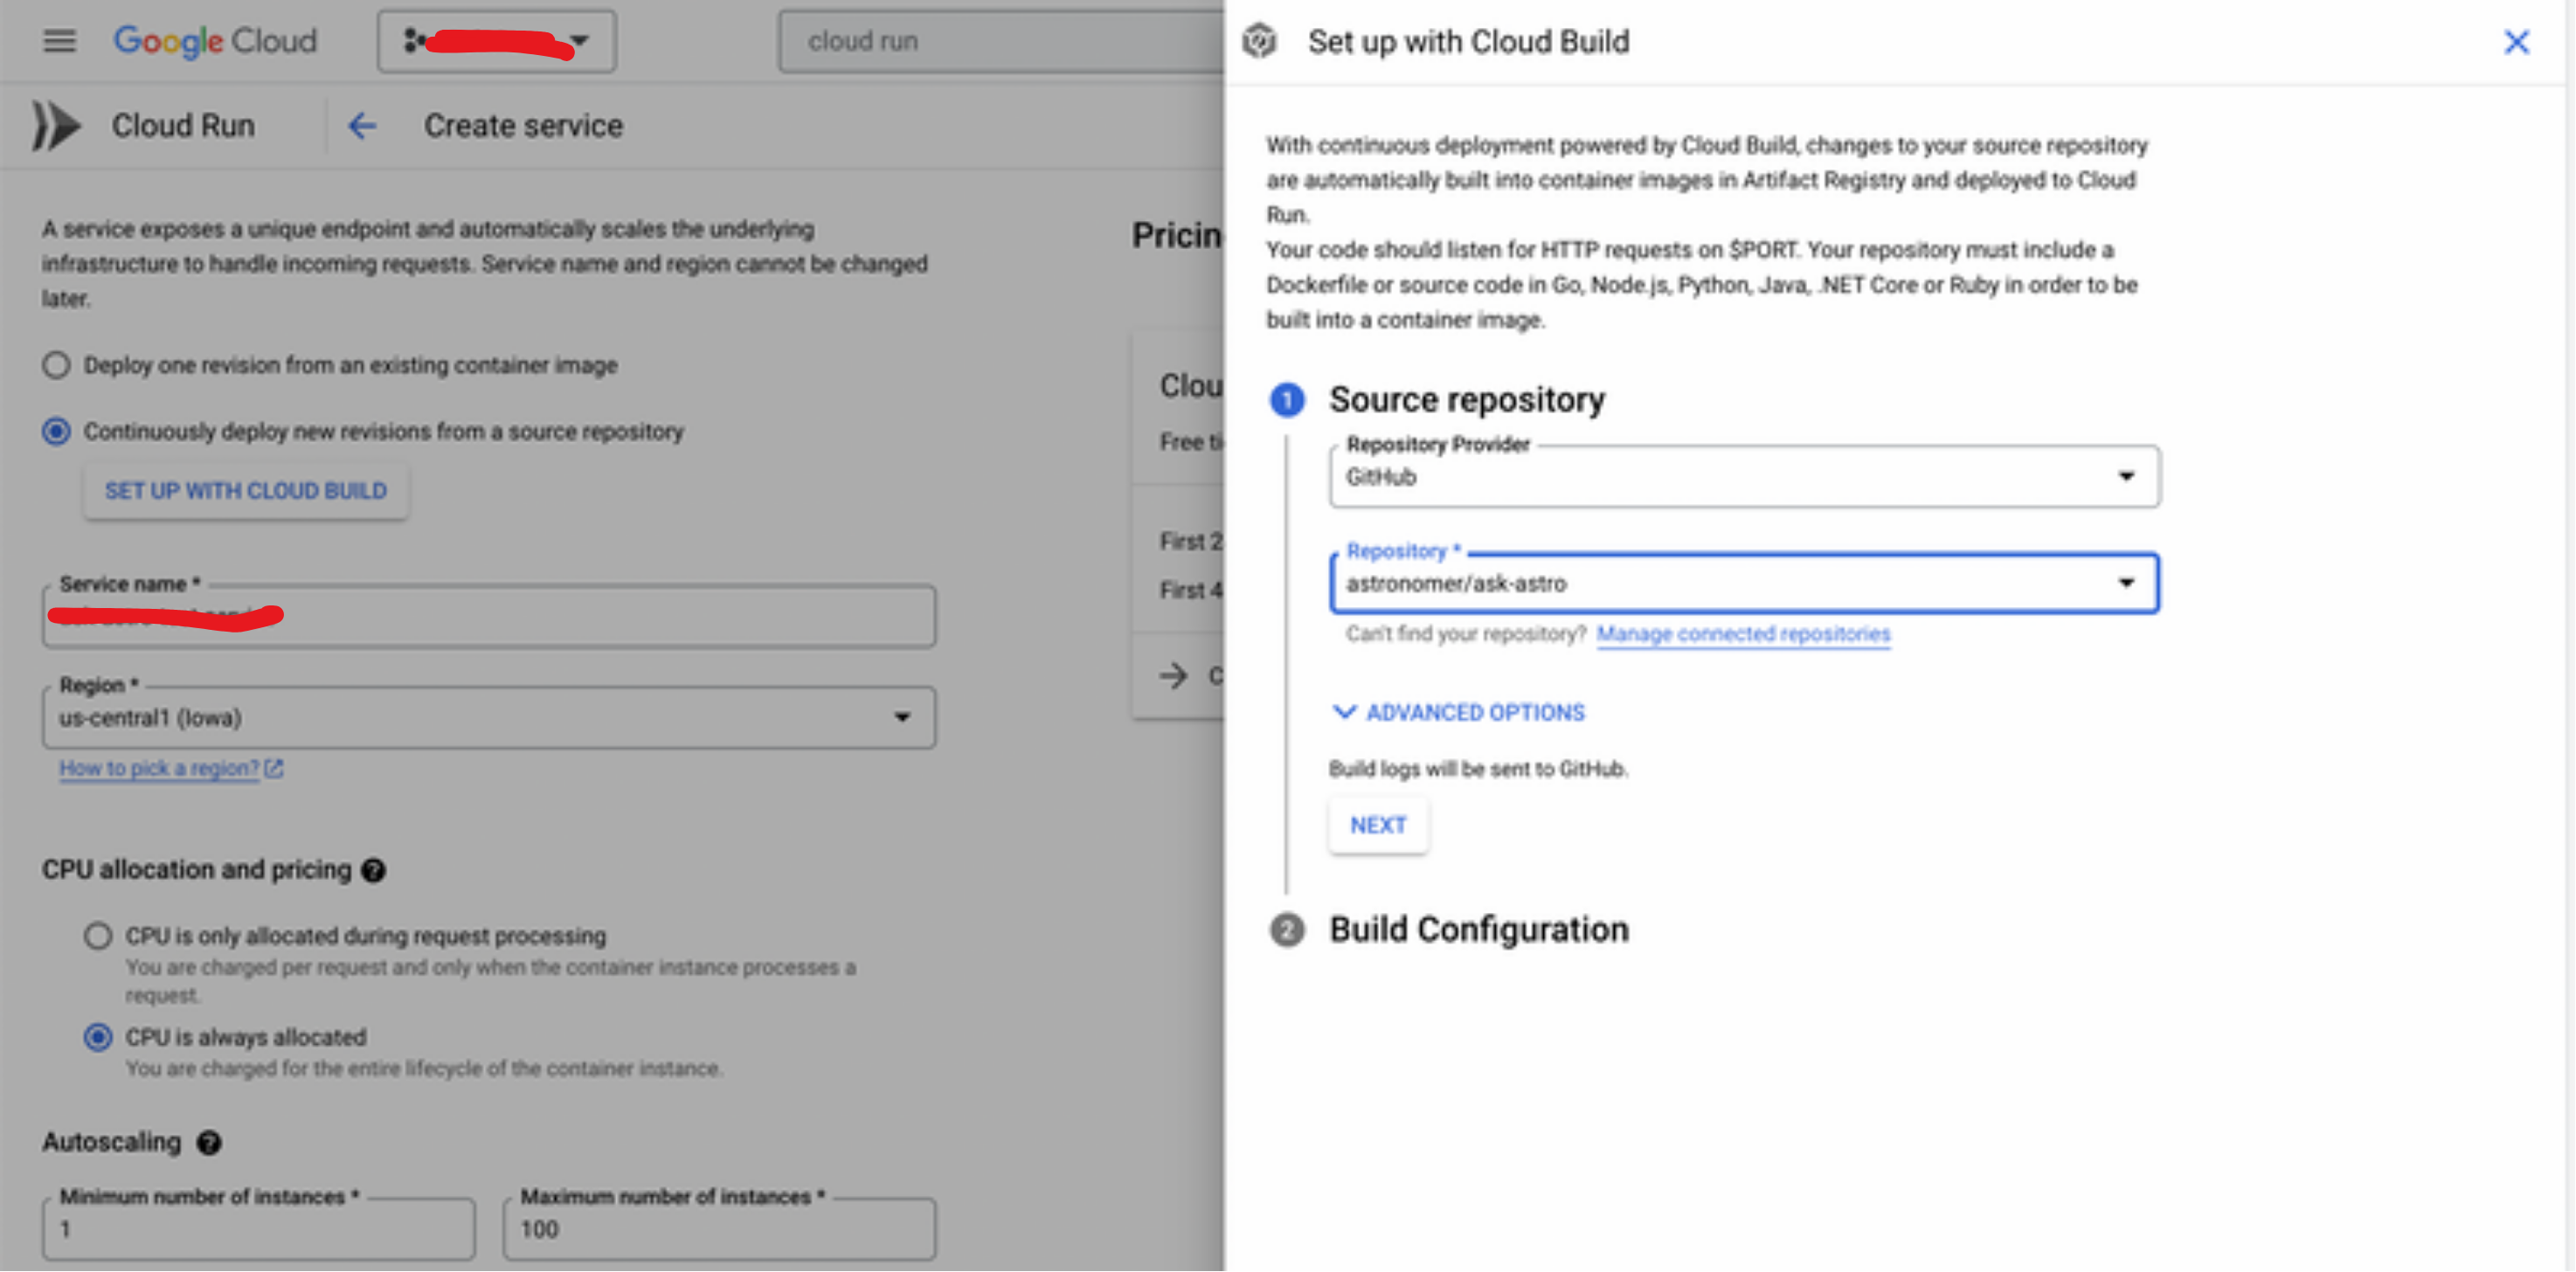 Google Cloud
cloud run
Cloud Run
Create service
A service exposes a unique endpoint and automatically scales the underlying
infrastructure to handle incoming requests. Service name and region cannot be changed
later.
Deploy one revision from an existing container image
Continuously deploy new revisions from a source repository
SET UP WITH CLOUD BUILD
Service name *
Region *
us-central1 (Iowa)
How to pick a region?
CPU allocation and pricing
CPU is only allocated during request processing
You are charged per request and only when the container instance processes a
request.
CPU is always allocated
You are charged for the entire lifecycle of the container instance.
Autoscaling
Minimum number of instances *
1
Maximum number of instances *
100
Pricin
Clou
Free ti
First 2
First 4
C
Set up with Cloud Build
With continuous deployment powered by Cloud Build, changes to your source repository
are automatically built into container images in Artifact Registry and deployed to Cloud
Run.
Your code should listen for HTTP requests on $PORT. Your repository must include a
Dockerfile or source code in Go, Node.js, Python, Java, .NET Core or Ruby in order to be
built into a container image.
1 Source repository
Repository Provider
GitHub
Repository *
astronomer/ask-astro
Can't find your repository? Manage connected repositories
ADVANCED OPTIONS
Build logs will be sent to GitHub.
NEXT
2 Build Configuration